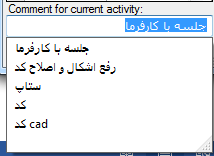 Comment for current activity:
جلسه با کارفرما
جلسه با کارفرما
رفع اشکال و اصلاح کد
ستاپ
کد
کد cad